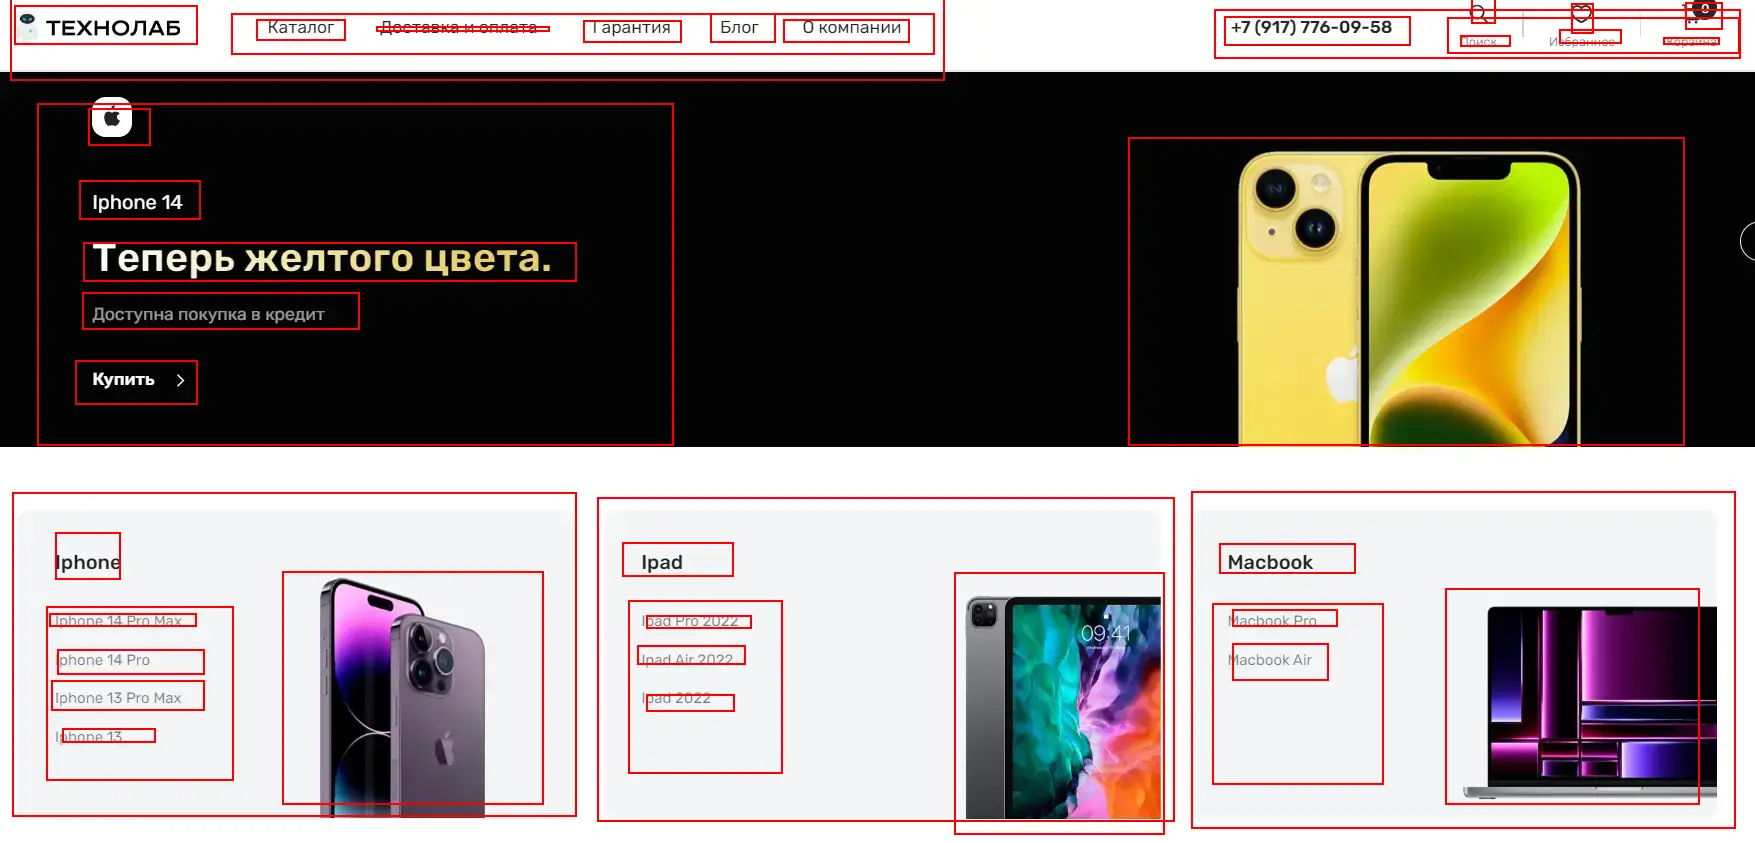 ТЕХНОЛАБ
Каталог Доставка и оплата Гарантия Блог О компании
+7 (917) 776-09-58
0
Поиск Избранное Корзина
Iphone 14
Теперь желтого цвета.
Доступна покупка в кредит
Купить
Iphone
Iphone 14 Pro Max
Iphone 14 Pro
Iphone 13 Pro Max
Iphone 13
Ipad
Ipad Pro 2022
Ipad Air 2022
Ipad 2022
09:41
Macbook
Macbook Pro
Macbook Air